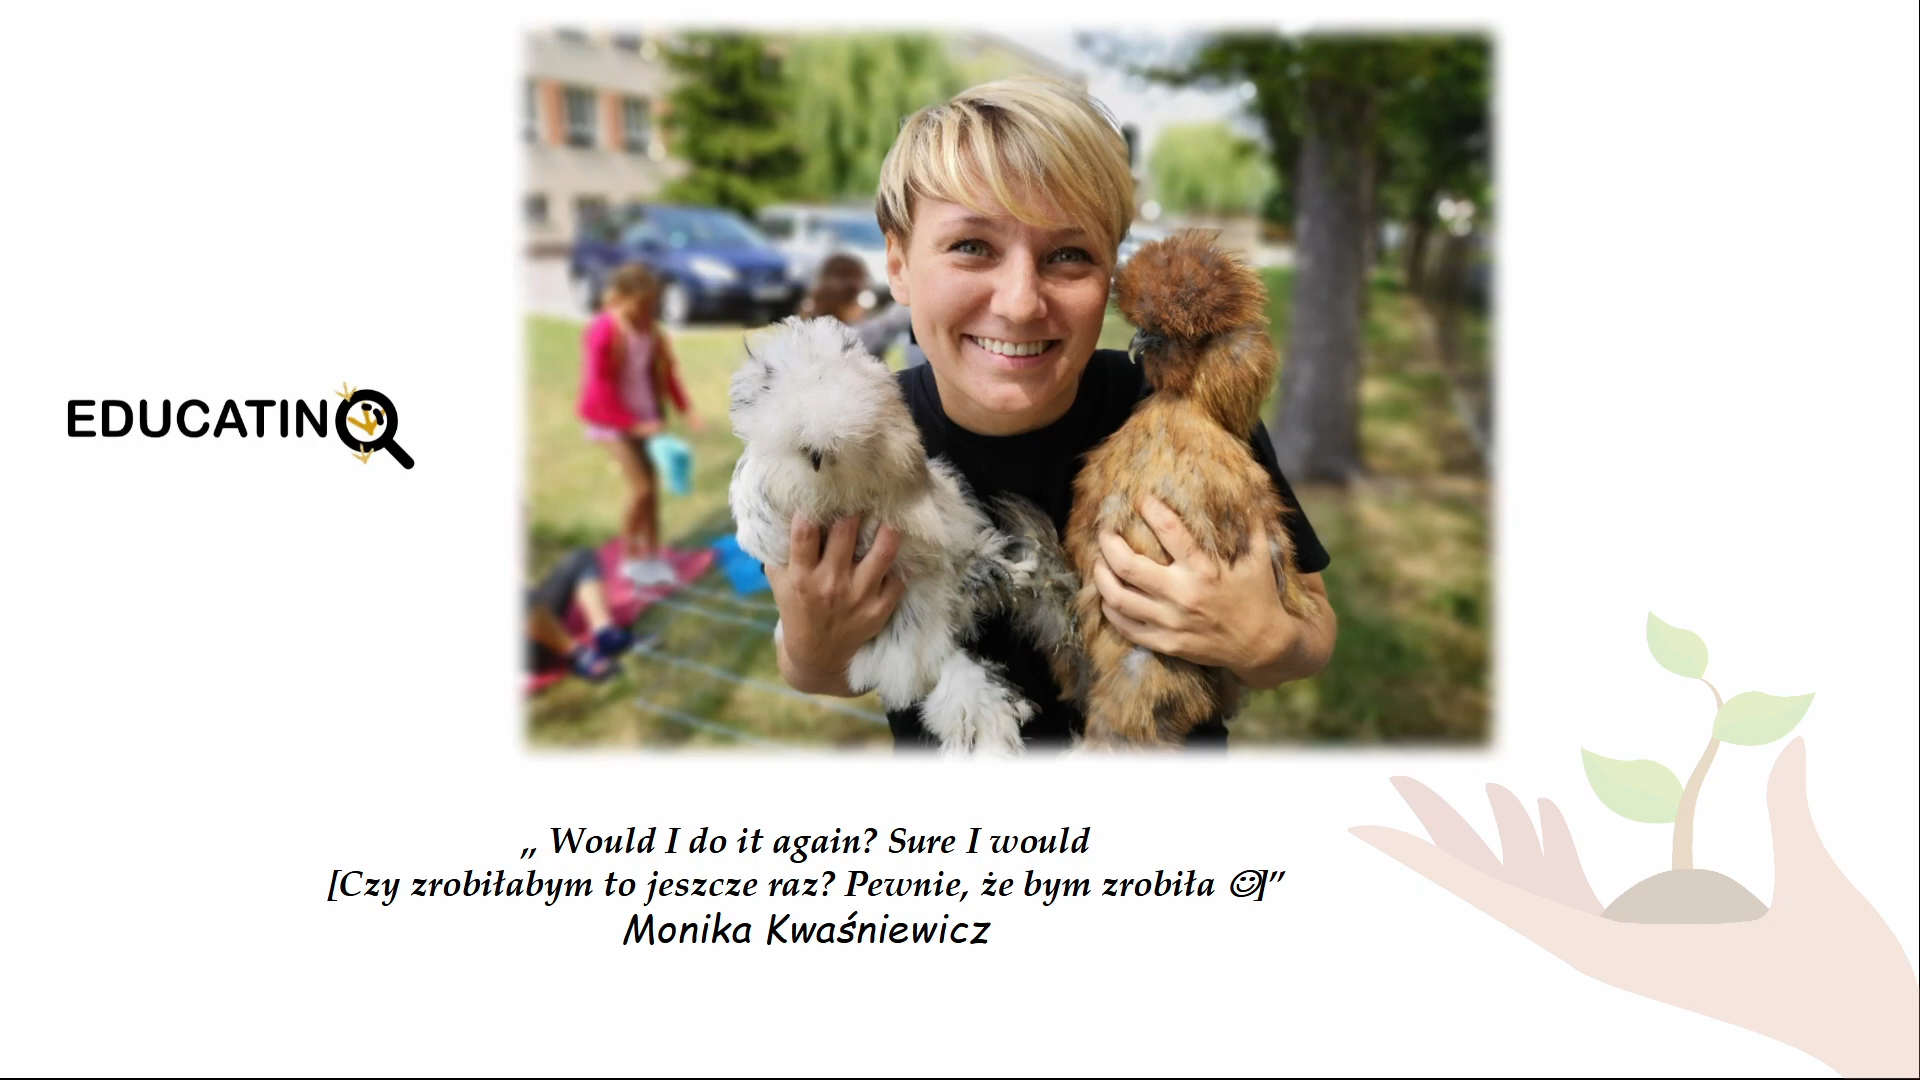 EDUCATINQ
„ Would I do it again? Sure I would
[Czy zrobiłabym to jeszcze raz? Pewnie, że bym zrobiła ☺]”
Monika Kwaśniewicz